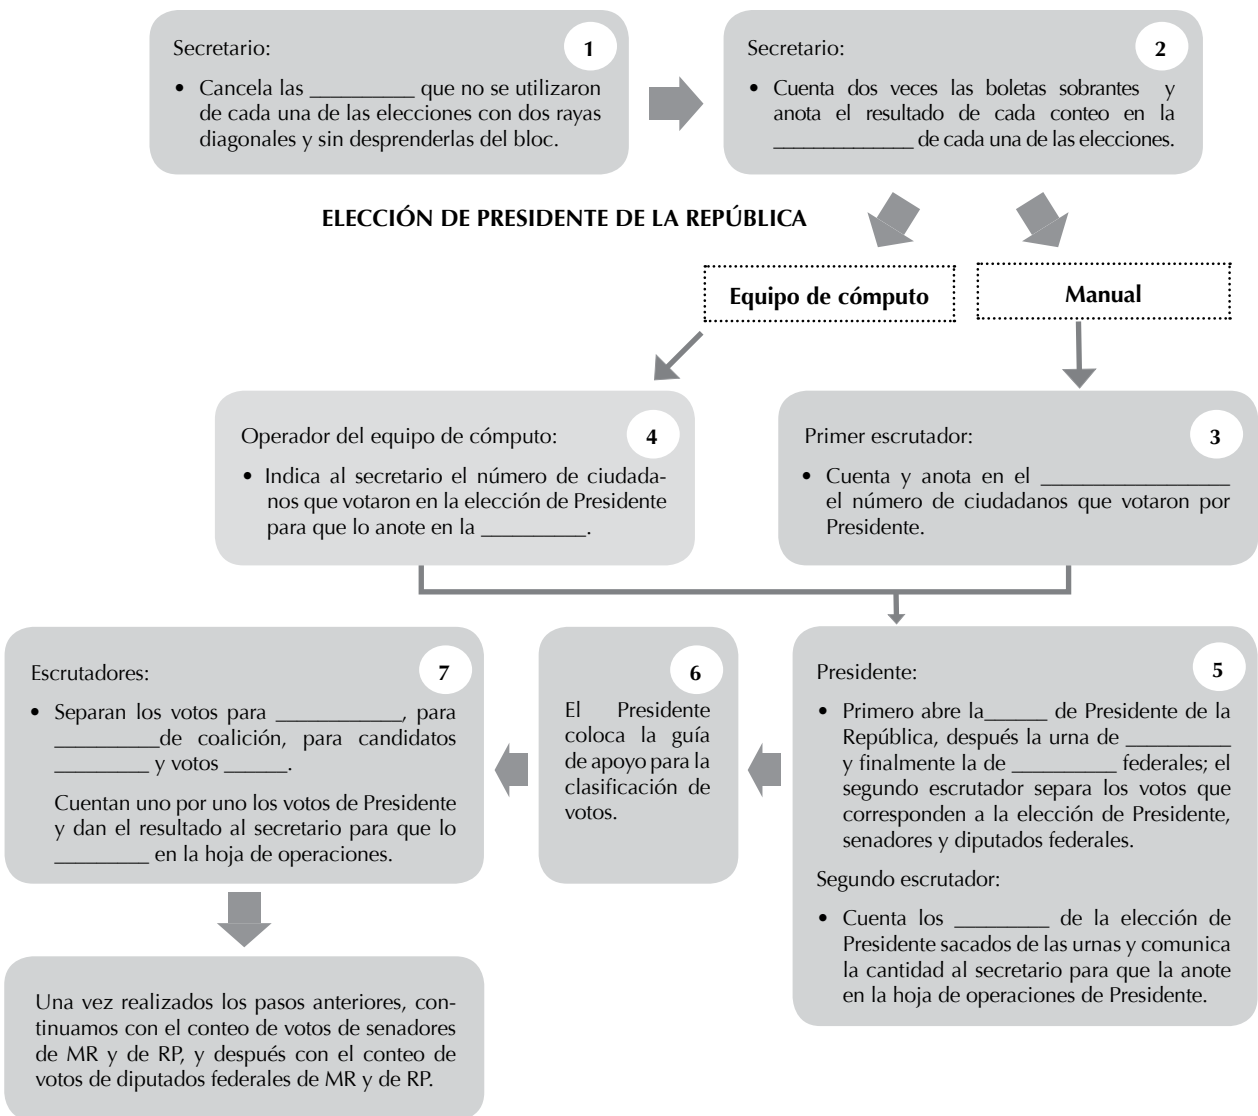 Secretario:
1
• Cancela las __________ que no se utilizaron
de cada una de las elecciones con dos rayas
diagonales y sin desprenderlas del bloc.
Secretario:
2
• Cuenta dos veces las boletas sobrantes y
anota el resultado de cada conteo en la
______________ de cada una de las elecciones.
ELECCIÓN DE PRESIDENTE DE LA REPÚBLICA
Equipo de cómputo
Manual
Primer escrutador:
3
• Cuenta y anota en el __________________
el número de ciudadanos que votaron por
Presidente.
Operador del equipo de cómputo:
4
• Indica al secretario el número de ciudada-
nos que votaron en la elección de Presidente
para que lo anote en la __________.
Presidente:
5
• Primero abre la______ de Presidente de la
República, después la urna de __________
y finalmente la de __________ federales; el
segundo escrutador separa los votos que
corresponden a la elección de Presidente,
senadores y diputados federales.
Segundo escrutador:
• Cuenta los _________ de la elección de
Presidente sacados de las urnas y comunica
la cantidad al secretario para que la anote
en la hoja de operaciones de Presidente.
6
El Presidente
coloca la guía
de apoyo para la
clasificación de
votos.
Escrutadores:
7
• Separan los votos para ____________, para
__________de coalición, para candidatos
_________ y votos ______.
Cuentan uno por uno los votos de Presidente
y dan el resultado al secretario para que lo
_________ en la hoja de operaciones.
Una vez realizados los pasos anteriores, con-
tinuamos con el conteo de votos de senadores
de MR y de RP, y después con el conteo de
votos de diputados federales de MR y de RP.